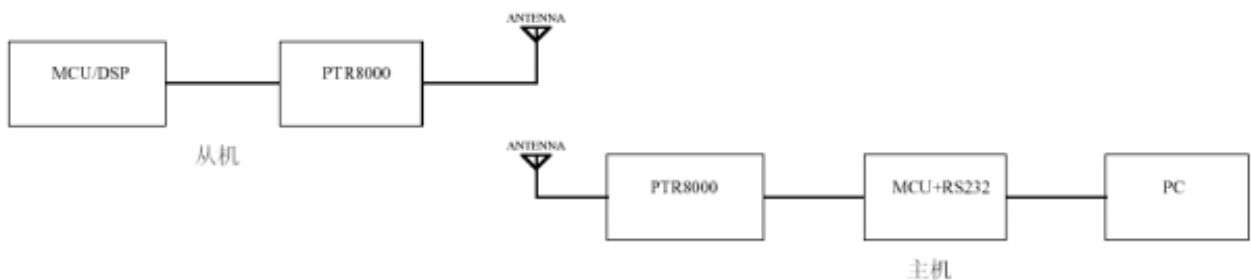 ANTENNA
MCU/DSP
PTR8000
从机
ANTENNA
PTR8000
MCU+RS232
PC
主机